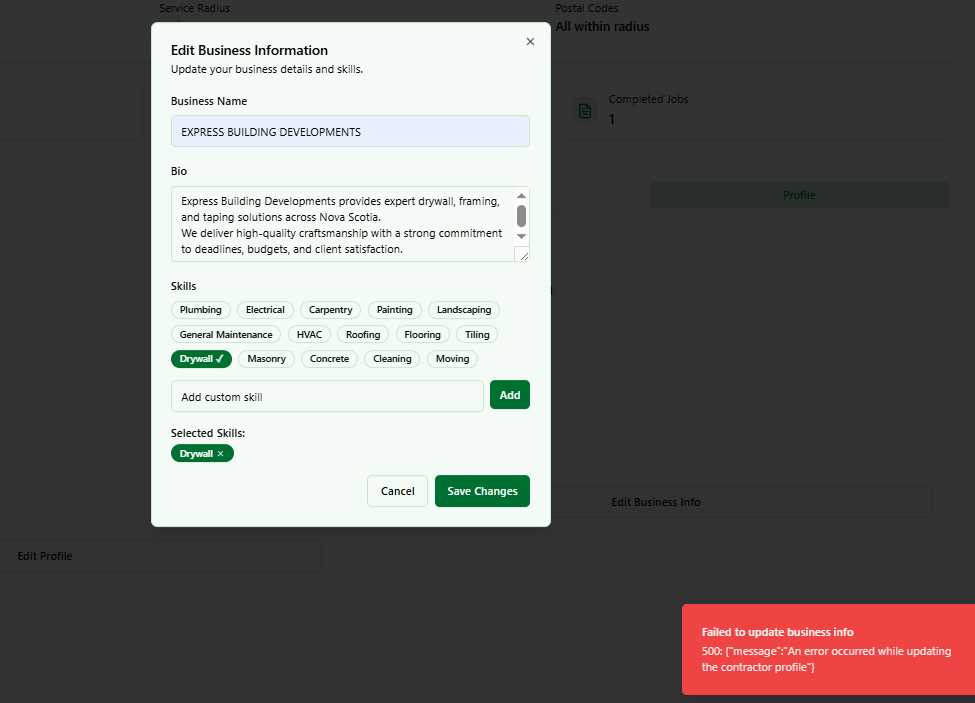 Service Radius
Postal Codes
All within radius
Edit Business Information
Update your business details and skills.
Business Name
EXPRESS BUILDING DEVELOPMENTS
Completed Jobs
1
Bio
Profile
Express Building Developments provides expert drywall, framing,
and taping solutions across Nova Scotia.
We deliver high-quality craftsmanship with a strong commitment
to deadlines, budgets, and client satisfaction.
Skills
Plumbing Electrical Carpentry Painting Landscaping
General Maintenance HVAC Roofing Flooring Tiling
Drywall ✓ Masonry Concrete Cleaning Moving
Add custom skill Add
Selected Skills:
Drywall ×
Cancel Save Changes
Edit Business Info
Edit Profile
Failed to update business info
500: {"message":"An error occurred while updating
the contractor profile"}